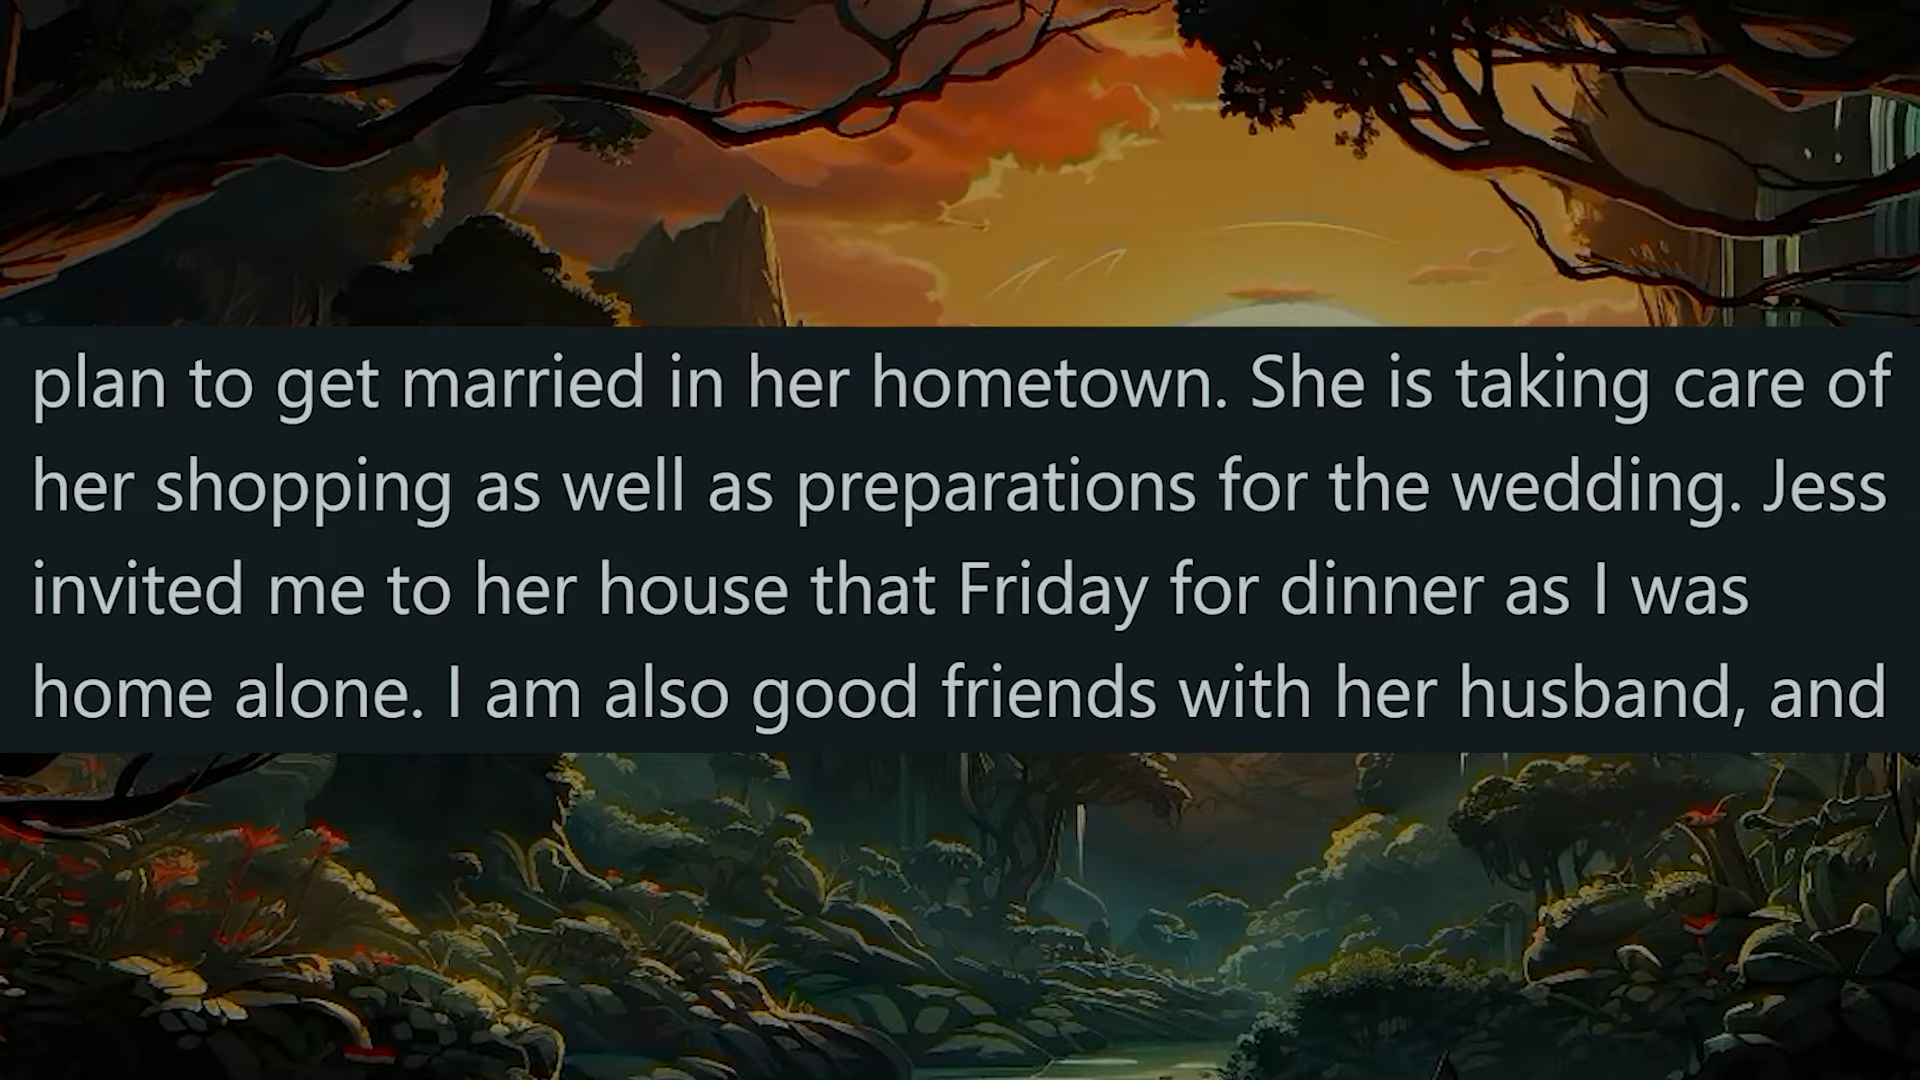 plan to get married in her hometown. She is taking care of
her shopping as well as preparations for the wedding. Jess
invited me to her house that Friday for dinner as I was
home alone. I am also good friends with her husband, and